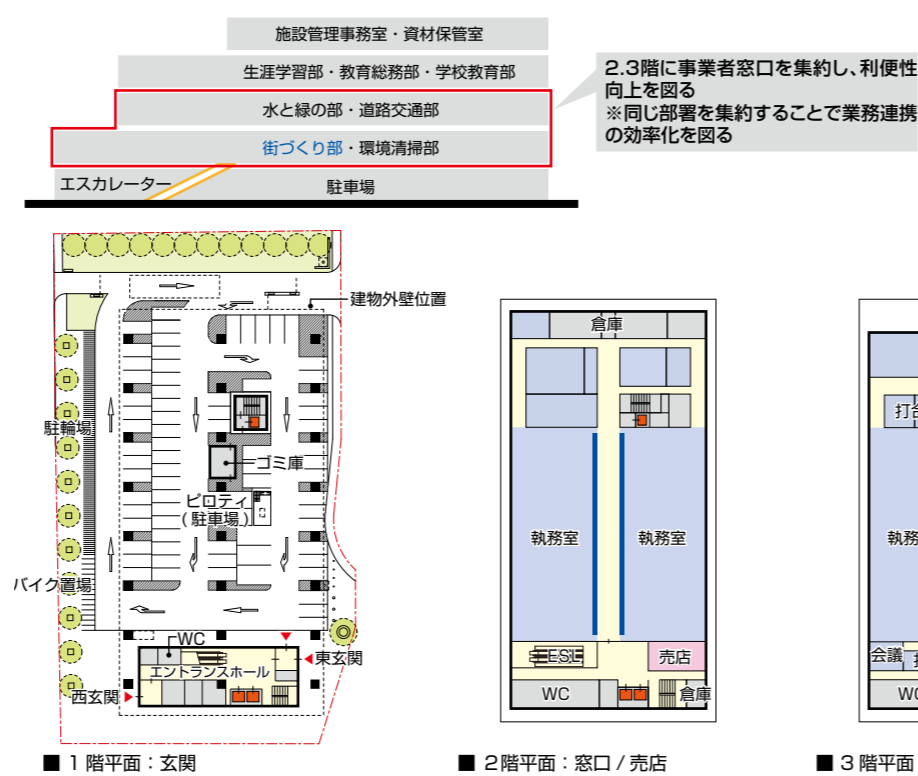 施設管理事務室・資材保管室
生涯学習部・教育総務部・学校教育部
水と緑の部・道路交通部
街づくり部・環境清掃部
エスカレーター
駐車場
2.3階に事業者窓口を集約し、利便性
向上を図る
※同じ部署を集約することで業務連携
の効率化を図る
建物外壁位置
駐輪場
ゴミ庫
ピロティ
(駐車場)
バイク置場
WC
エントランスホール
東玄関
西玄関
■ 1 階平面:玄関
倉庫
執務室
執務室
ESL
売店
WC
倉庫
■ 2階平面:窓口 / 売店
執務
会議
■ 3 階平面